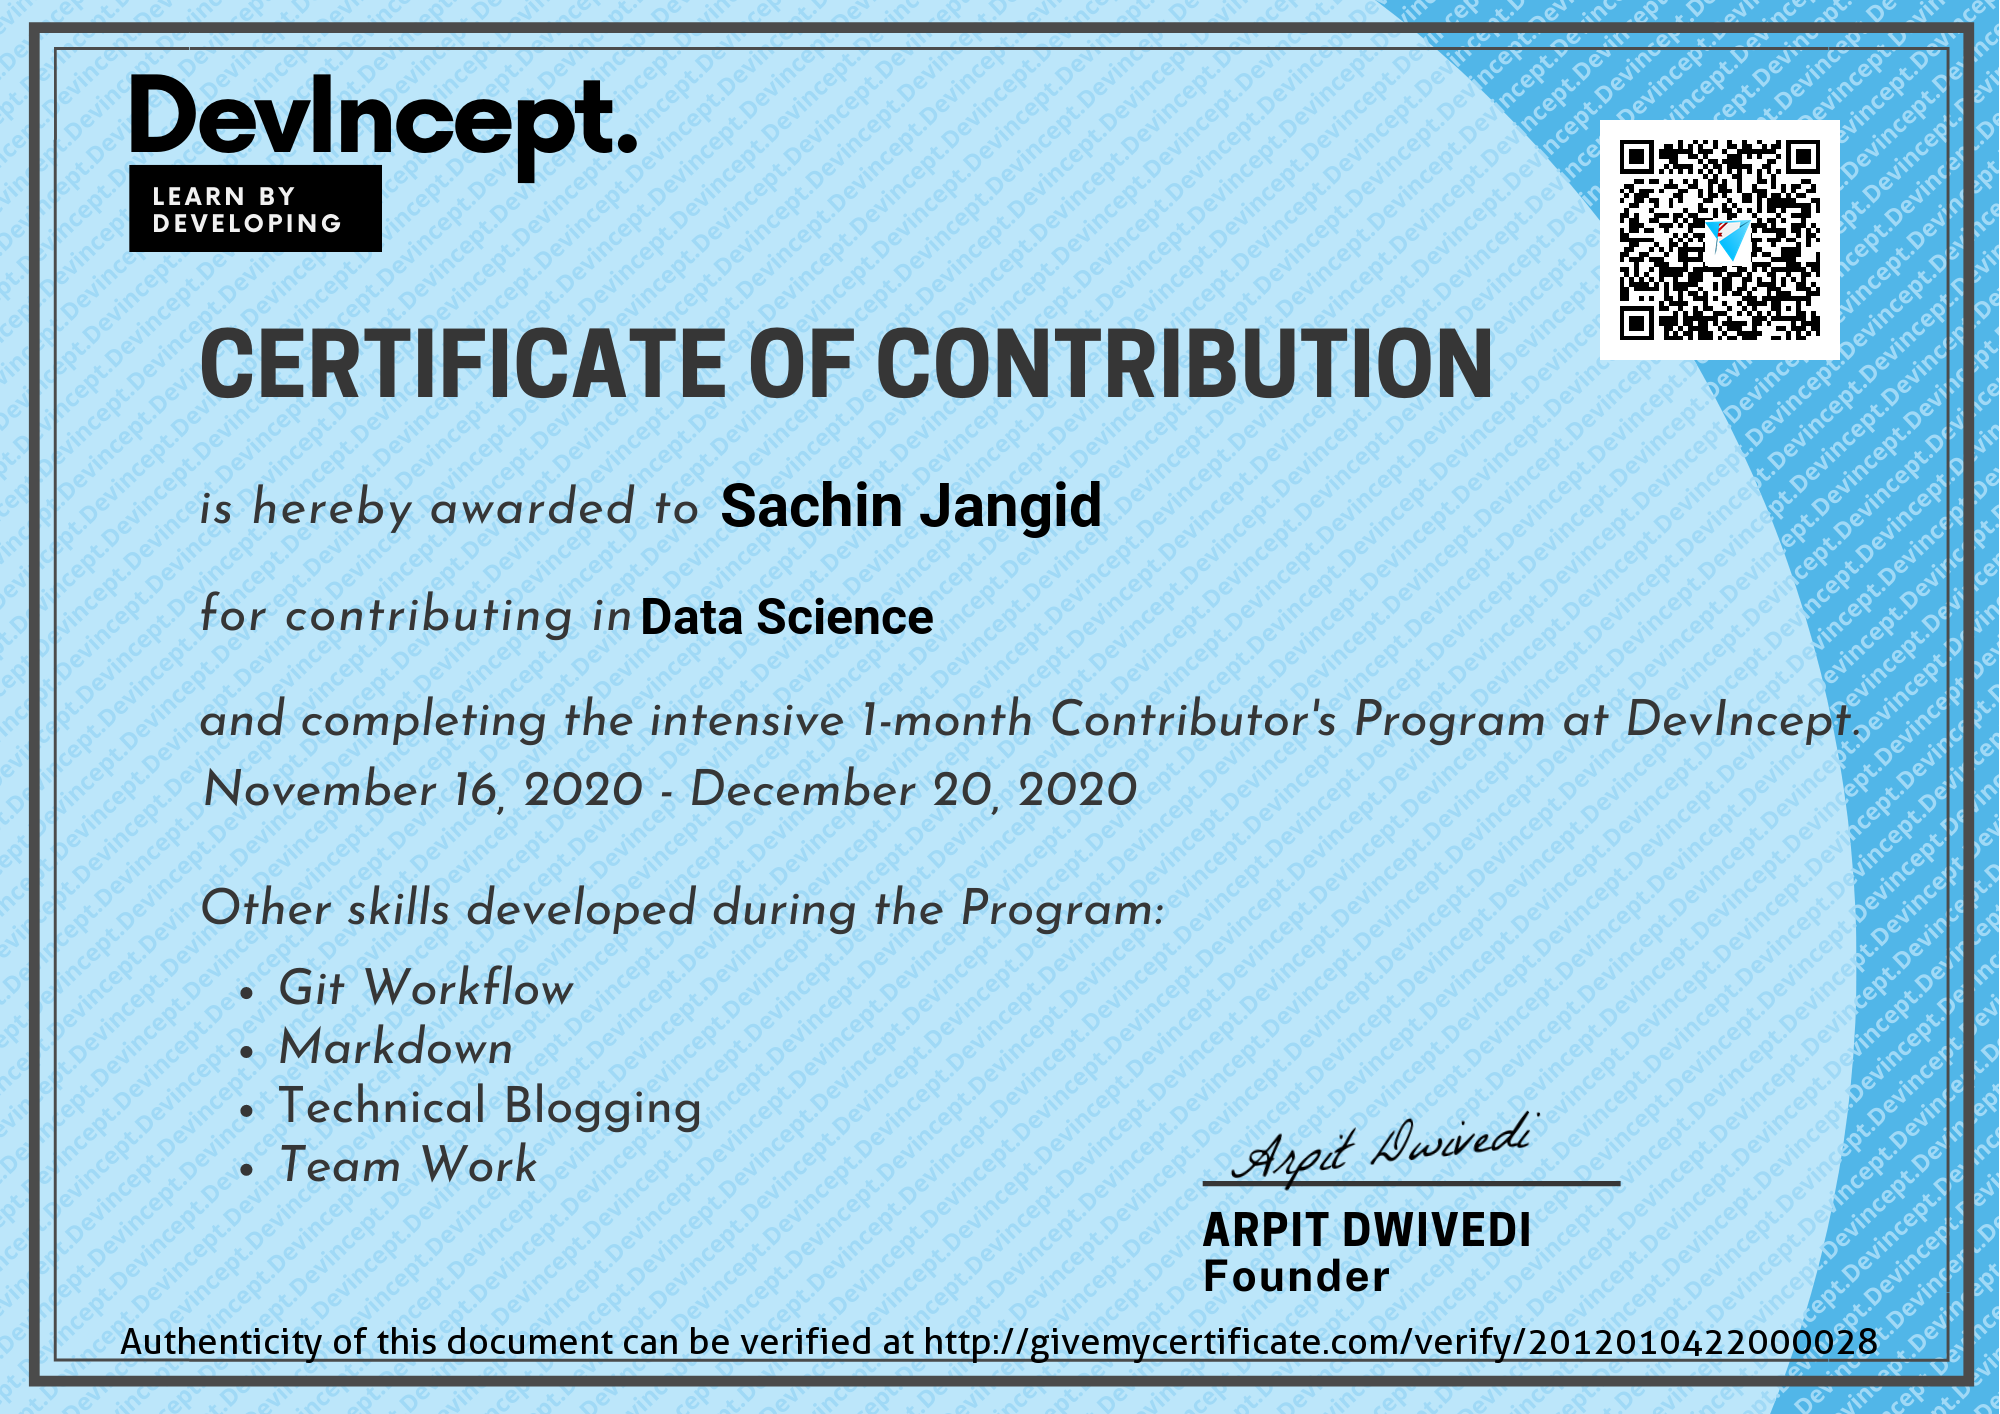 DevIncept.
LEARN BY
DEVELOPING
CERTIFICATE OF CONTRIBUTION
is hereby awarded to Sachin Jangid
for contributing in Data Science
and completing the intensive 1-month Contributor's Program at DevIncept.
November 16, 2020 - December 20, 2020
Other skills developed during the Program:
• Git Workflow
• Markdown
• Technical Blogging
• Team Work
Arpit Dwivedi
ARPIT DWIVEDI
Founder
Authenticity of this document can be verified at http://givemycertificate.com/verify/2012010422000028